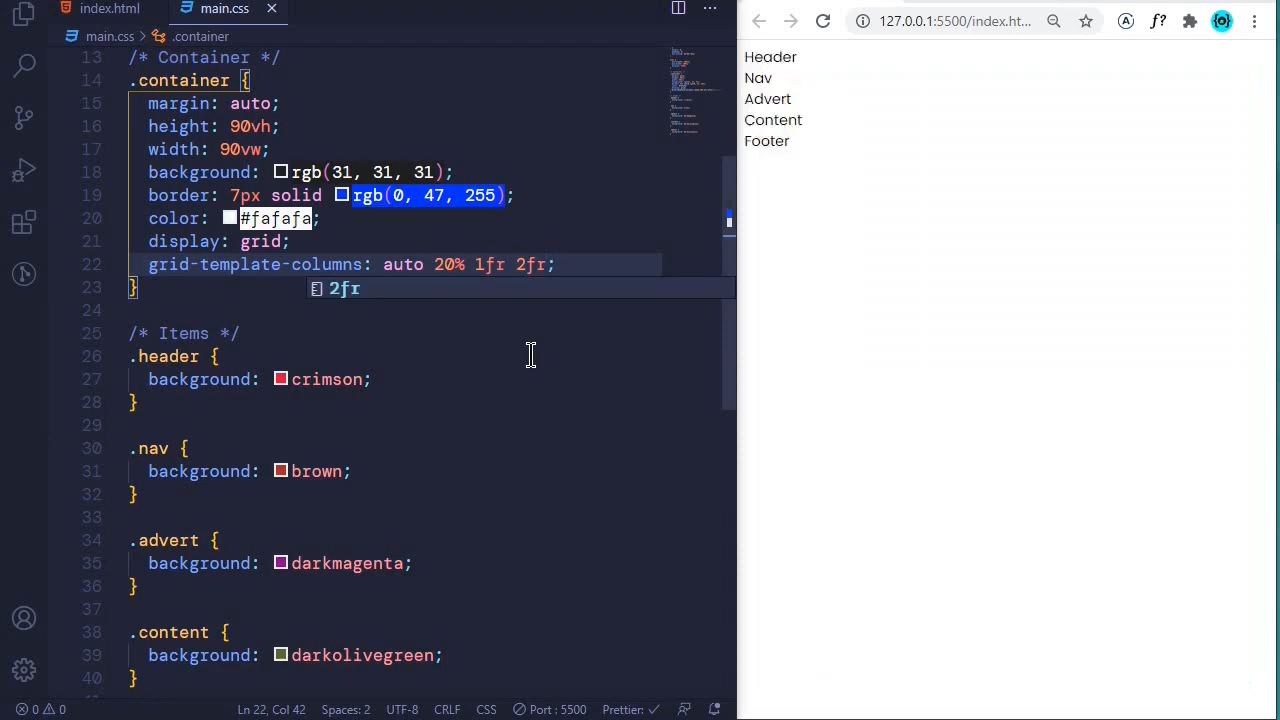 index.html
main.css
main.css
.container
13 /* Container */
14 .container {
15 margin: auto;
16 height: 90vh;
17 width: 90vw;
18 background: rgb(31, 31, 31);
19 border: 7px solid rgb(0, 47, 255);
20 color: #fafafa;
21 display: grid;
22 grid-template-columns: auto 20% 1fr 2fr;
23 }
2fr
24
25 /* Items */
26 .header {
27 background: crimson;
28 }
29
30 .nav {
31 background: brown;
32 }
33
34 .advert {
35 background: darkmagenta;
36 }
37
38 .content {
39 background: darkolivegreen;
40 }
0 0
Ln 22, Col 42
Spaces: 2
UTF-8
CRLF
CSS
Port : 5500
Prettier:
127.0.0.1:5500/index.ht...
Header
Nav
Advert
Content
Footer